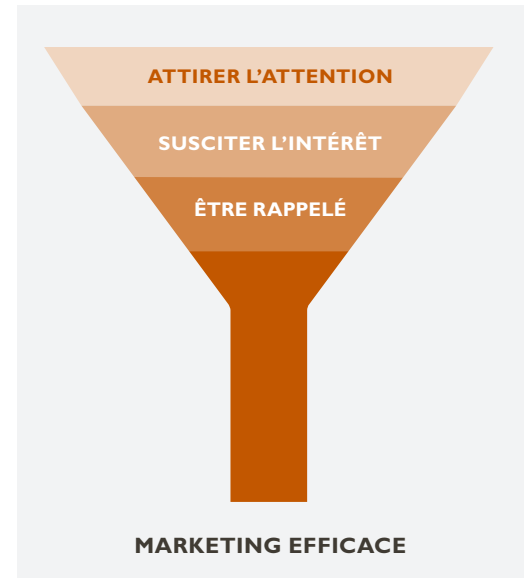 ATTIRER L’ATTENTION
SUSCITER L’INTÉRÊT
ÊTRE RAPPELÉ
MARKETING EFFICACE